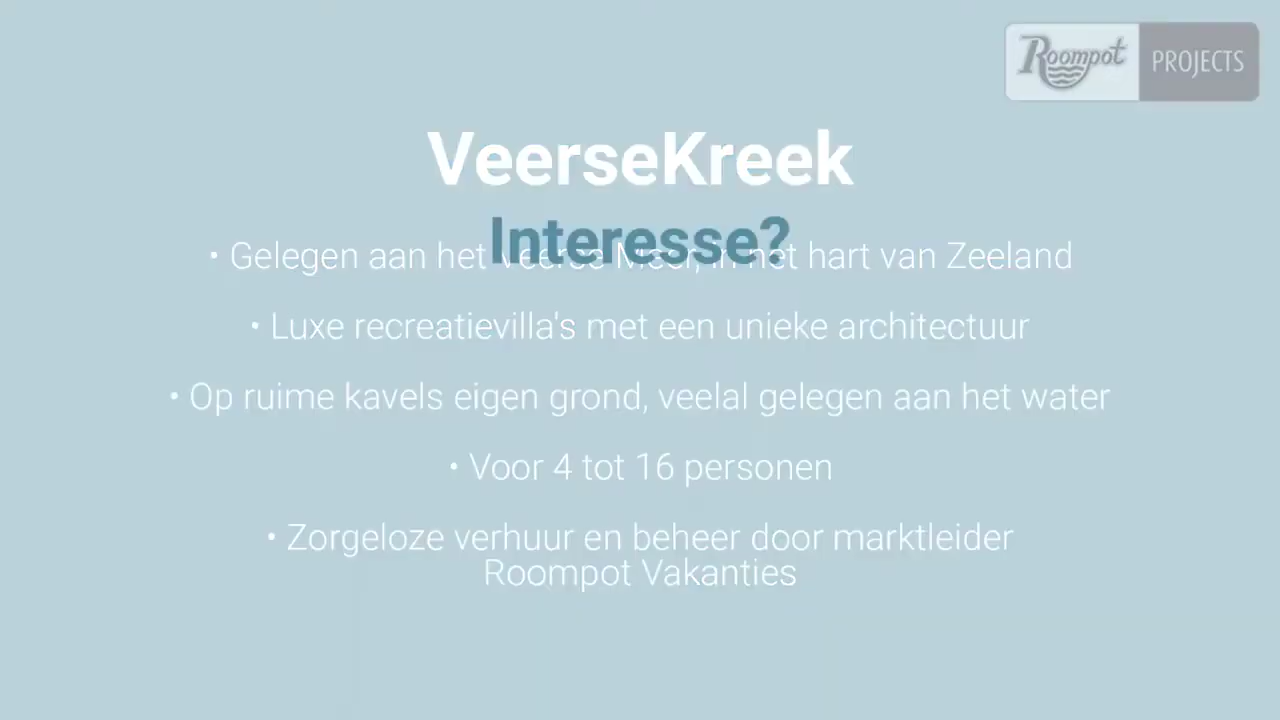 Roompot PROJECTS
VeerseKreek
Interesse?
• Gelegen aan het Veerse Meer, in het hart van Zeeland
• Luxe recreatievilla's met een unieke architectuur
• Op ruime kavels eigen grond, veelal gelegen aan het water
• Voor 4 tot 16 personen
• Zorgeloze verhuur en beheer door marktleider
Roompot Vakanties